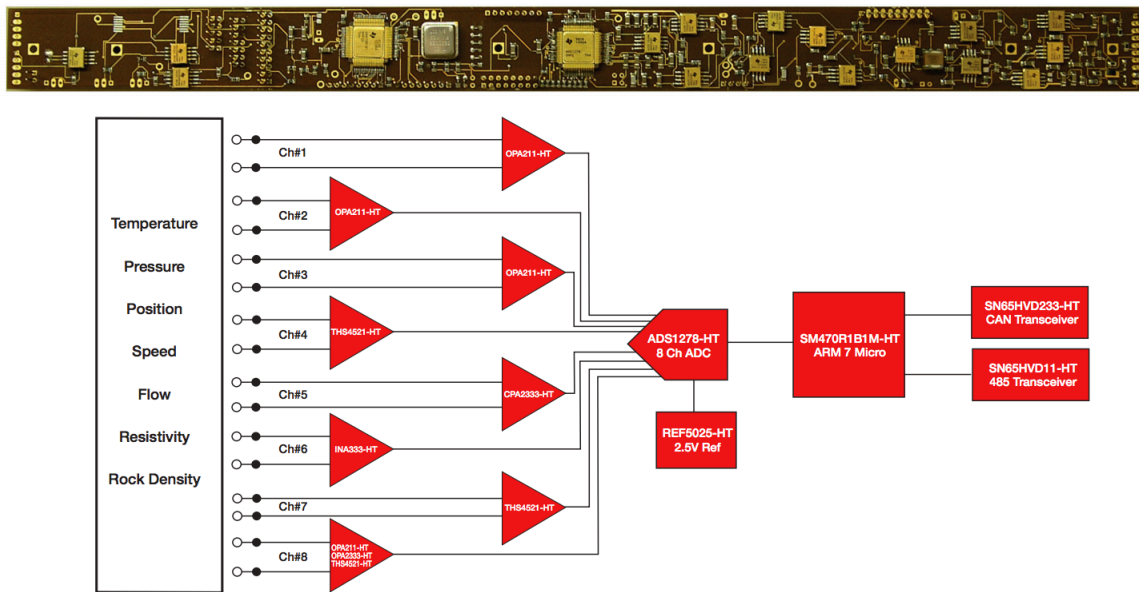 Temperature
Pressure
Position
Speed
Flow
Resistivity
Rock Density
Ch#1
OPA211-HT
Ch#2
OPA211-HT
Ch#3
OPA211-HT
Ch#4
THS4521-HT
Ch#5
CPA2333-HT
Ch#6
INA333-HT
Ch#7
THS4521-HT
Ch#8
OPA211-HT
OPA2333-HT
THS4521-HT
ADS1278-HT
8 Ch ADC
REF5025-HT
2.5V Ref
SM470R1B1M-HT
ARM 7 Micro
SN65HVD233-HT
CAN Transceiver
SN65HVD11-HT
485 Transceiver